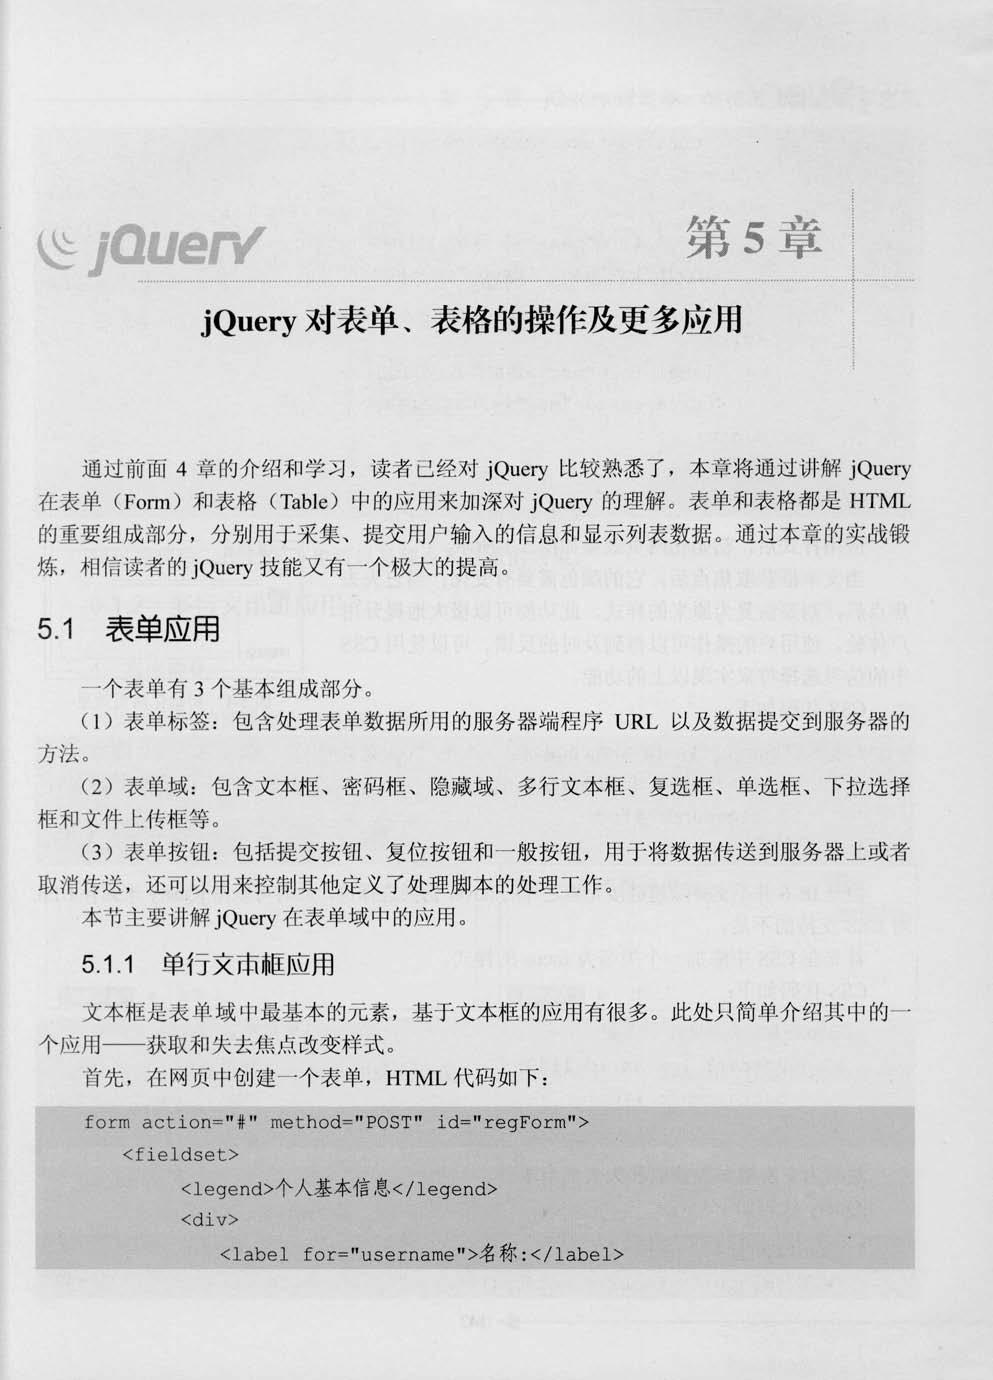 jQuery
第 5 章
jQuery 对表单、表格的操作及更多应用
通过前面 4 章的介绍和学习，读者已经对 jQuery 比较熟悉了，本章将通过讲解 jQuery
在表单（Form）和表格（Table）中的应用来加深对 jQuery 的理解。表单和表格都是 HTML
的重要组成部分，分别用于采集、提交用户输入的信息和显示列表数据。通过本章的实战锻
炼，相信读者的 jQuery 技能又有一个极大的提高。
5.1 表单应用
一个表单有 3 个基本组成部分。
（1）表单标签：包含处理表单数据所用的服务器端程序 URL 以及数据提交到服务器的
方法。
（2）表单域：包含文本框、密码框、隐藏域、多行文本框、复选框、单选框、下拉选择
框和文件上传框等。
（3）表单按钮：包括提交按钮、复位按钮和一般按钮，用于将数据传送到服务器上或者
取消传送，还可以用来控制其他定义了处理脚本的处理工作。
本节主要讲解 jQuery 在表单域中的应用。
5.1.1 单行文本框应用
文本框是表单域中最基本的元素，基于文本框的应用有很多。此处只简单介绍其中的一
个应用——获取和失去焦点改变样式。
首先，在网页中创建一个表单，HTML 代码如下：
form action="#" method="POST" id="regForm">
<fieldset>
<legend>个人基本信息</legend>
<div>
<label for="username">名称:</label>